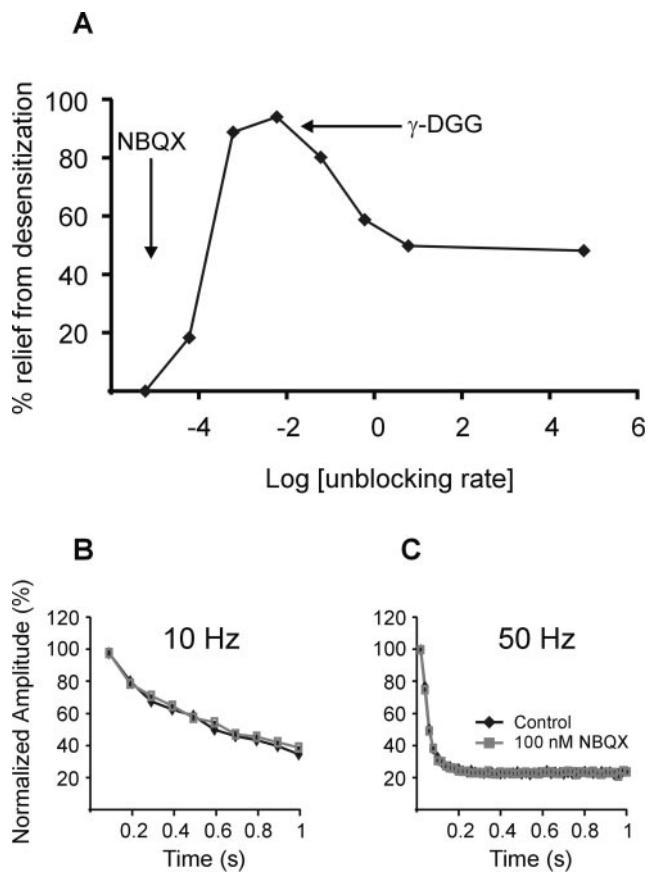 A
% relief from desensitization
100
80
60
40
20
NBQX
γ-DGG
-4 -2 0 2 4 6
Log [unblocking rate]
B
Normalized Amplitude (%)
120
100
80
60
40
20
10 Hz
0.2 0.4 0.6 0.8 1
Time (s)
C
120
100
80
60
40
20
50 Hz
Control
100 nM NBQX
0.2 0.4 0.6 0.8 1
Time (s)